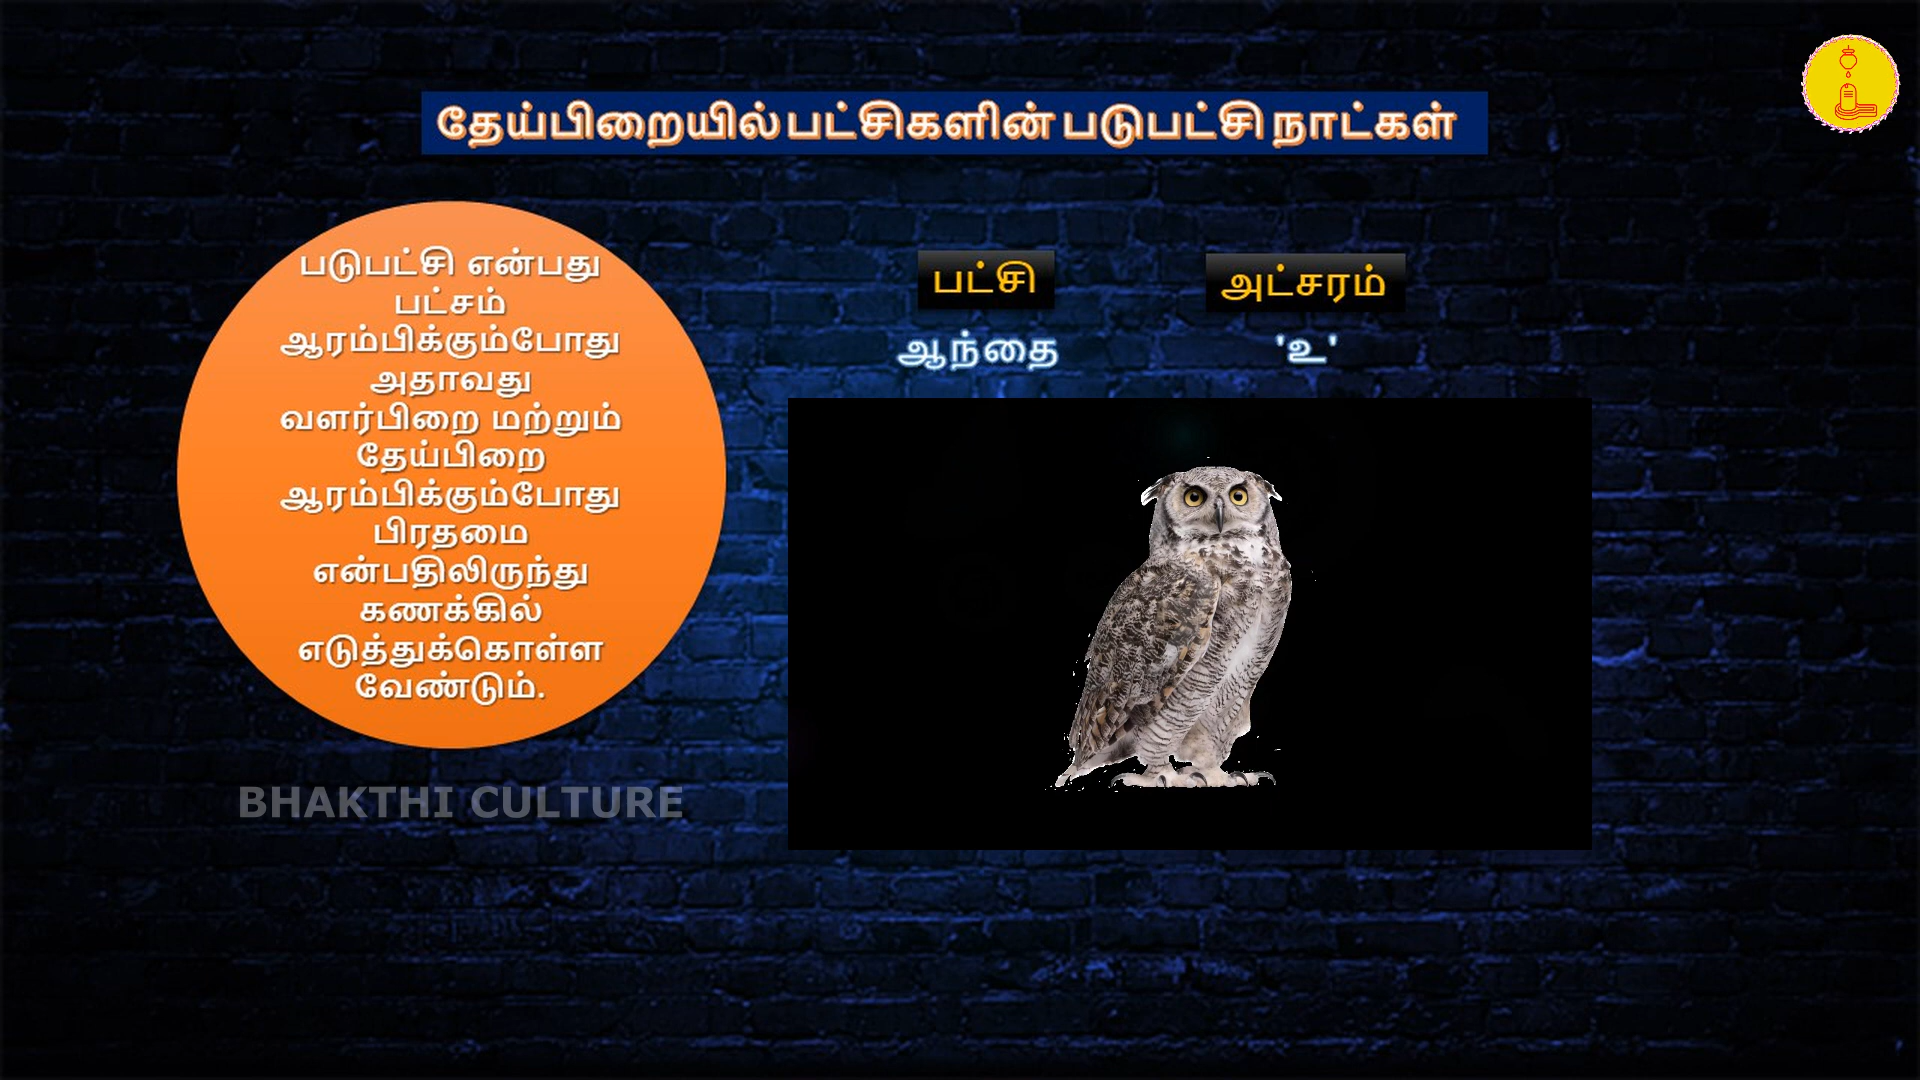 தேய்பிறையில் பட்சிகளின் படுபட்சி நாட்கள்
படுபட்சி என்பது
பட்சம்
ஆரம்பிக்கும்போது
அதாவது
வளர்பிறை மற்றும்
தேய்பிறை
ஆரம்பிக்கும்போது
பிரதமை
என்பதிலிருந்து
கணக்கில்
எடுத்துக்கொள்ள
வேண்டும்.
பட்சி அட்சரம்
ஆந்தை 'உ'
BHAKTHI CULTURE